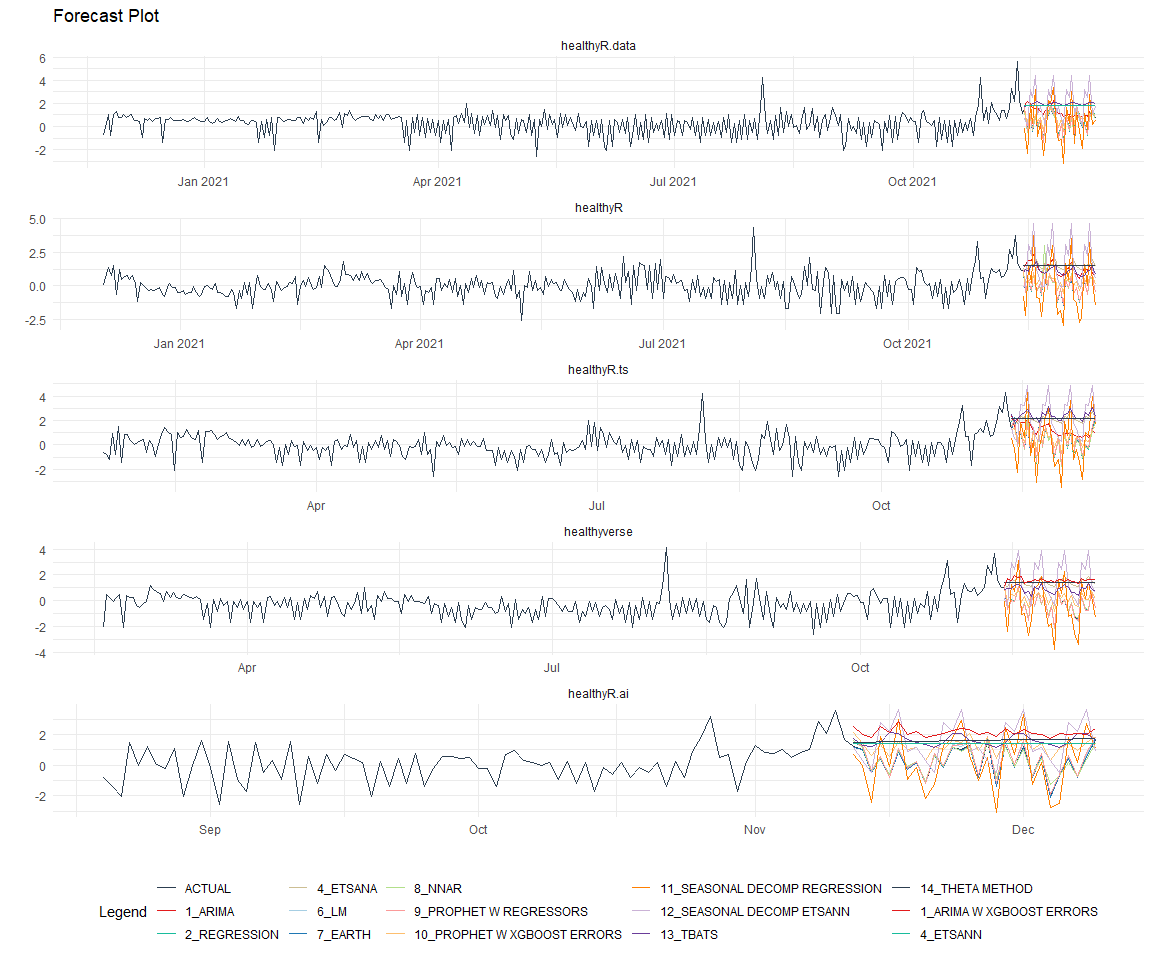 Forecast Plot
healthyR.data
6
4
2
0
-2
Jan 2021 Apr 2021 Jul 2021 Oct 2021
healthyR
5.0
2.5
0.0
-2.5
Jan 2021 Apr 2021 Jul 2021 Oct 2021
healthyR.ts
4
2
0
-2
Apr Jul Oct
healthyverse
4
2
0
-2
-4
Apr Jul Oct
healthyR.ai
2
0
-2
Sep Oct Nov Dec
ACTUAL 4_ETSANA 8_NNAR 11_SEASONAL DECOMP REGRESSION 14_THETA METHOD
Legend 1_ARIMA 6_LM 9_PROPHET W REGRESSORS 12_SEASONAL DECOMP ETSANN 1_ARIMA W XGBOOST ERRORS
2_REGRESSION 7_EARTH 10_PROPHET W XGBOOST ERRORS 13_TBATS 4_ETSANN